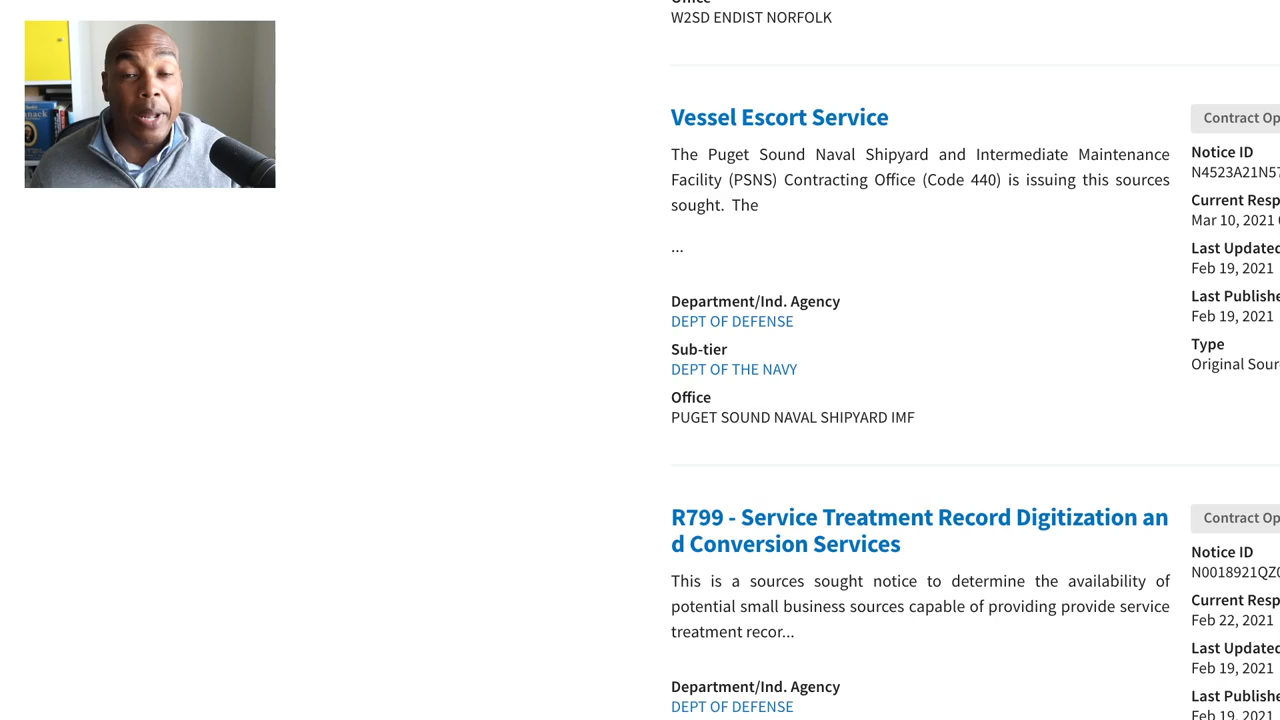 Office
W2SD ENDIST NORFOLK
Vessel Escort Service
The Puget Sound Naval Shipyard and Intermediate Maintenance
Facility (PSNS) Contracting Office (Code 440) is issuing this sources
sought. The
...
Department/Ind. Agency
DEPT OF DEFENSE
Sub-tier
DEPT OF THE NAVY
Office
PUGET SOUND NAVAL SHIPYARD IMF
Contract Op
Notice ID
N4523A21N57
Current Resp
Mar 10, 2021
Last Updated
Feb 19, 2021
Last Publishe
Feb 19, 2021
Type
Original Sour
R799 - Service Treatment Record Digitization an
d Conversion Services
This is a sources sought notice to determine the availability of
potential small business sources capable of providing provide service
treatment recor...
Department/Ind. Agency
DEPT OF DEFENSE
Contract Op
Notice ID
N0018921QZ0
Current Resp
Feb 22, 2021
Last Updated
Feb 19, 2021
Last Publishe
Feb 19, 2021